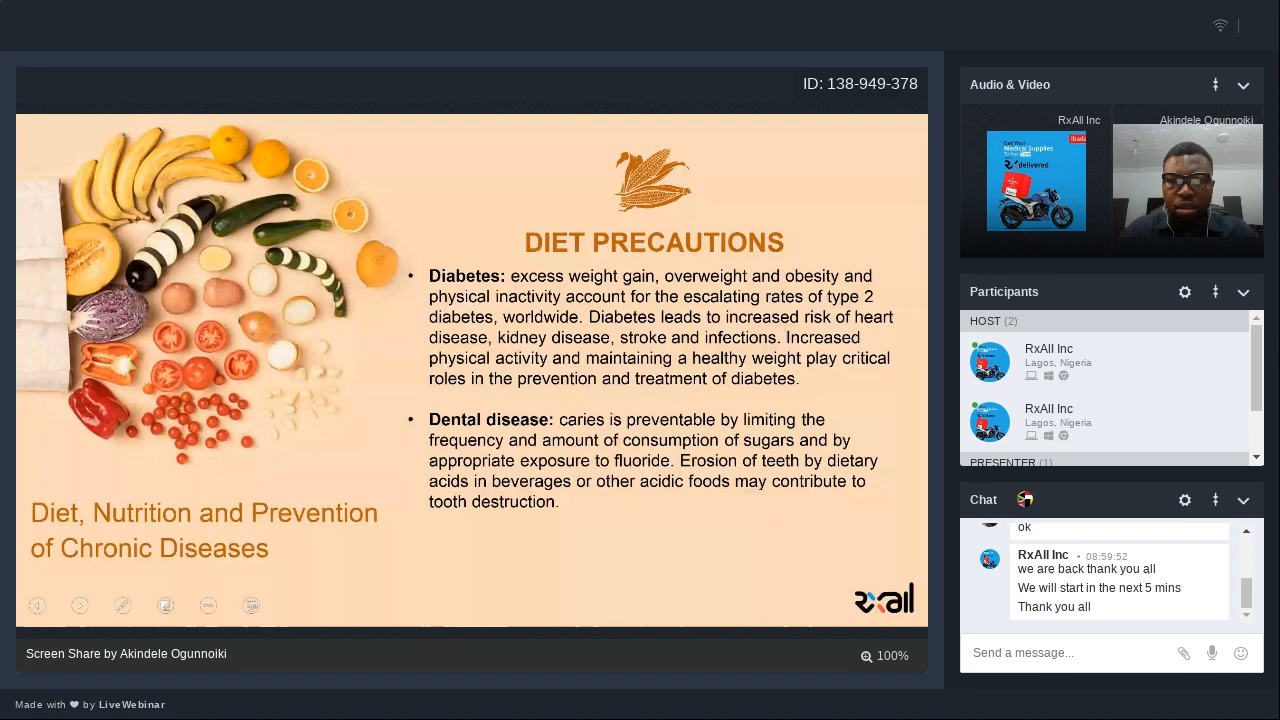 ID: 138-949-378
DIET PRECAUTIONS
• Diabetes: excess weight gain, overweight and obesity and
physical inactivity account for the escalating rates of type 2
diabetes, worldwide. Diabetes leads to increased risk of heart
disease, kidney disease, stroke and infections. Increased
physical activity and maintaining a healthy weight play critical
roles in the prevention and treatment of diabetes.
• Dental disease: caries is preventable by limiting the
frequency and amount of consumption of sugars and by
appropriate exposure to fluoride. Erosion of teeth by dietary
acids in beverages or other acidic foods may contribute to
tooth destruction.
Diet, Nutrition and Prevention
of Chronic Diseases
rxall
Screen Share by Akindele Ogunnoiki
100%
Audio & Video
RxAll Inc
Akindele Ogunnoiki
Get Your
Medical Supplies
To Your
delivered
Participants
HOST (2)
RxAll Inc
Lagos, Nigeria
RxAll Inc
Lagos, Nigeria
PRESENTER (1)
Chat
ok
RxAll Inc • 08:59:52
we are back thank you all
We will start in the next 5 mins
Thank you all
Send a message...
Made with ❤ by LiveWebinar